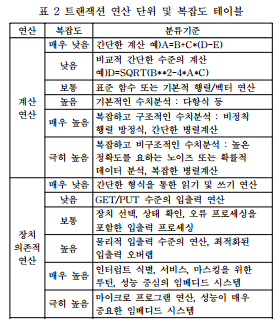 표 2 트랜잭션 연산 단위 및 복잡도 테이블
연산 복잡도 분류기준
매우 낮음 간단한 계산 예)A=B+C*(D-E)
낮음 비교적 간단한 수준의 계산
예)D=SQRT(B**2-4*A*C)
보통 표준 함수 또는 기본적 행렬/벡터 연산
계산
연산
높음 기본적인 수치분석 : 다항식 등
매우 높음 복잡하고 구조적인 수치분석 : 비정칙
행렬 방정식, 간단한 병렬계산
극히 높음 복잡하고 비구조적인 수치분석 : 높은
정확도를 요하는 노이즈 또는 확률적
데이터 분석, 복잡한 병렬계산
매우 낮음 간단한 형식을 통한 읽기 및 쓰기 연산
낮음 GET/PUT 수준의 입출력 연산
보통 장치 선택, 상태 확인, 오류 프로세싱을
포함한 입출력 프로세싱
장치
의존적
연산
높음 물리적 입출력 수준의 연산, 최적화된
입출력 오버랩
매우 높음 인터럽트 식별, 서비스, 마스킹을 위한
루틴, 성능 중심의 임베디드 시스템
극히 높음 마이크로 프로그램 연산, 성능이 매우
중요한 임베디드 시스템